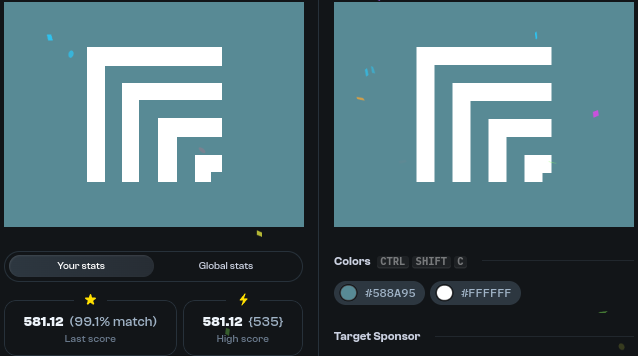 Your stats
Global stats
581.12 (99.1% match)
Last score
581.12 {535}
High score
Colors CTRL SHIFT C
#588A95
#FFFFFF
Target Sponsor